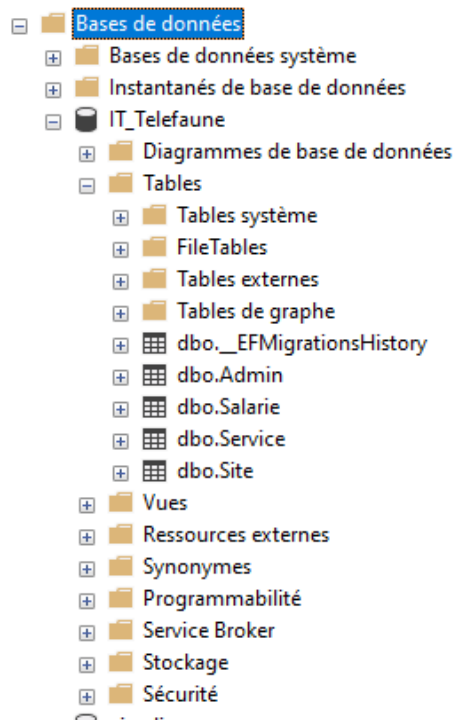 Bases de données
Bases de données système
Instantanés de base de données
IT_Telefaune
Diagrammes de base de données
Tables
Tables système
FileTables
Tables externes
Tables de graphe
dbo.__EFMigrationsHistory
dbo.Admin
dbo.Salarie
dbo.Service
dbo.Site
Vues
Ressources externes
Synonymes
Programmabilité
Service Broker
Stockage
Sécurité